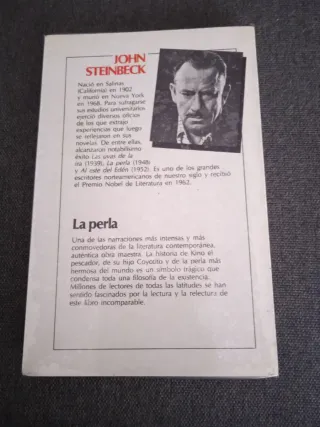 JOHN
STEINBECK
Nació en Salinas
(California) en 1902
y murió en Nueva York
en 1968. Para sufragarse
sus estudios universitarios
ejerció diversos oficios
de los que extrajo
experiencias que luego
se reflejaron en sus
novelas. De entre ellas,
alcanzarían notabilísimo
éxito Las uvas de la
ira (1939), La perla (1948)
y Al este del Edén (1952). Es uno de los grandes
escritores norteamericanos de nuestro siglo y recibió
el Premio Nobel de Literatura en 1962.
La perla
Una de las narraciones más intensas y más
conmovedoras de la literatura contemporánea,
auténtica obra maestra. La historia de Kino el
pescador, de su hijo Coyotito y de la perla más
hermosa del mundo es un símbolo trágico que
condensa toda una filosofía de la existencia.
Millones de lectores de todas las latitudes se han
sentido fascinados por la lectura y la relectura de
este libro incomparable.